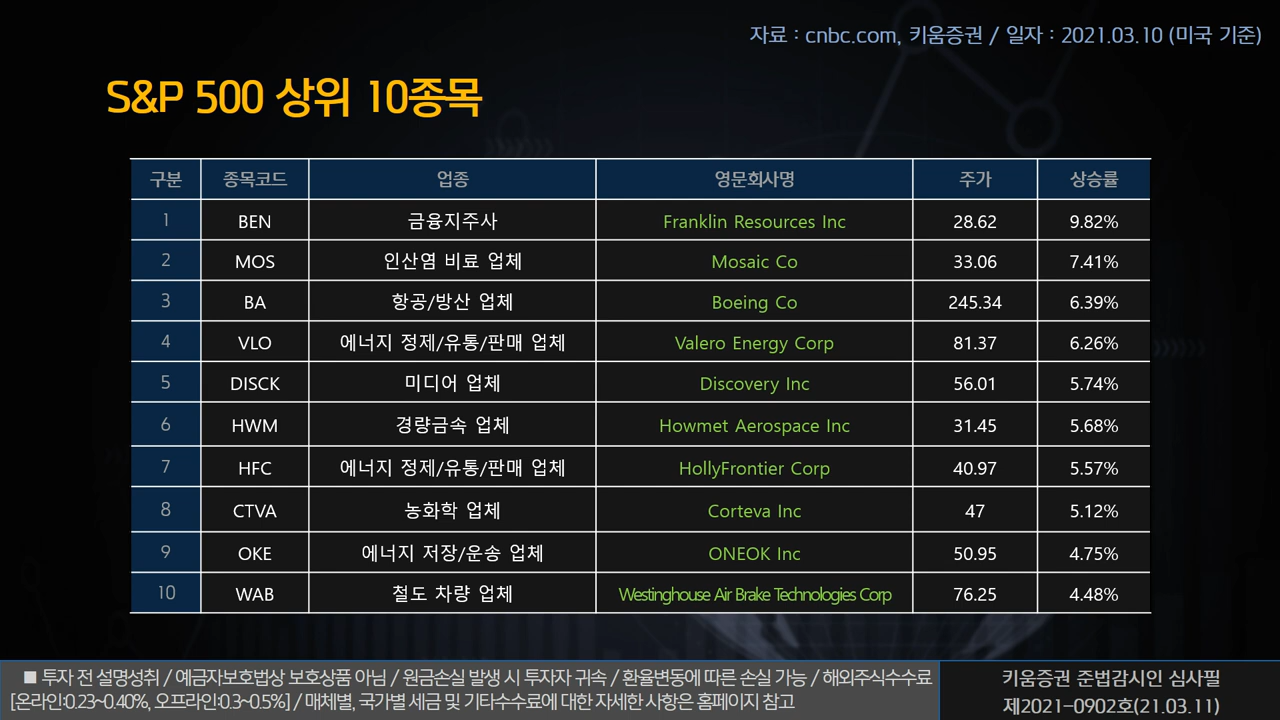 자료 : cnbc.com, 키움증권 / 일자 : 2021.03.10 (미국 기준)
S&P 500 상위 10종목
구분 종목코드 업종 영문회사명 주가 상승률
1 BEN 금융지주사 Franklin Resources Inc 28.62 9.82%
2 MOS 인산염 비료 업체 Mosaic Co 33.06 7.41%
3 BA 항공/방산 업체 Boeing Co 245.34 6.39%
4 VLO 에너지 정제/유통/판매 업체 Valero Energy Corp 81.37 6.26%
5 DISCK 미디어 업체 Discovery Inc 56.01 5.74%
6 HWM 경량금속 업체 Howmet Aerospace Inc 31.45 5.68%
7 HFC 에너지 정제/유통/판매 업체 HollyFrontier Corp 40.97 5.57%
8 CTVA 농화학 업체 Corteva Inc 47 5.12%
9 OKE 에너지 저장/운송 업체 ONEOK Inc 50.95 4.75%
10 WAB 철도 차량 업체 Westinghouse Air Brake Technologies Corp 76.25 4.48%
■ 투자 전 설명성취 / 예금자보호법상 보호상품 아님 / 원금손실 발생 시 투자자 귀속 / 환율변동에 따른 손실 가능 / 해외주식수수료
[온라인:0.23~0.40%, 오프라인:0.3~0.5%] / 매체별, 국가별 세금 및 기타수수료에 대한 자세한 사항은 홈페이지 참고
키움증권 준법감시인 심사필
제2021-0902호(21.03.11)